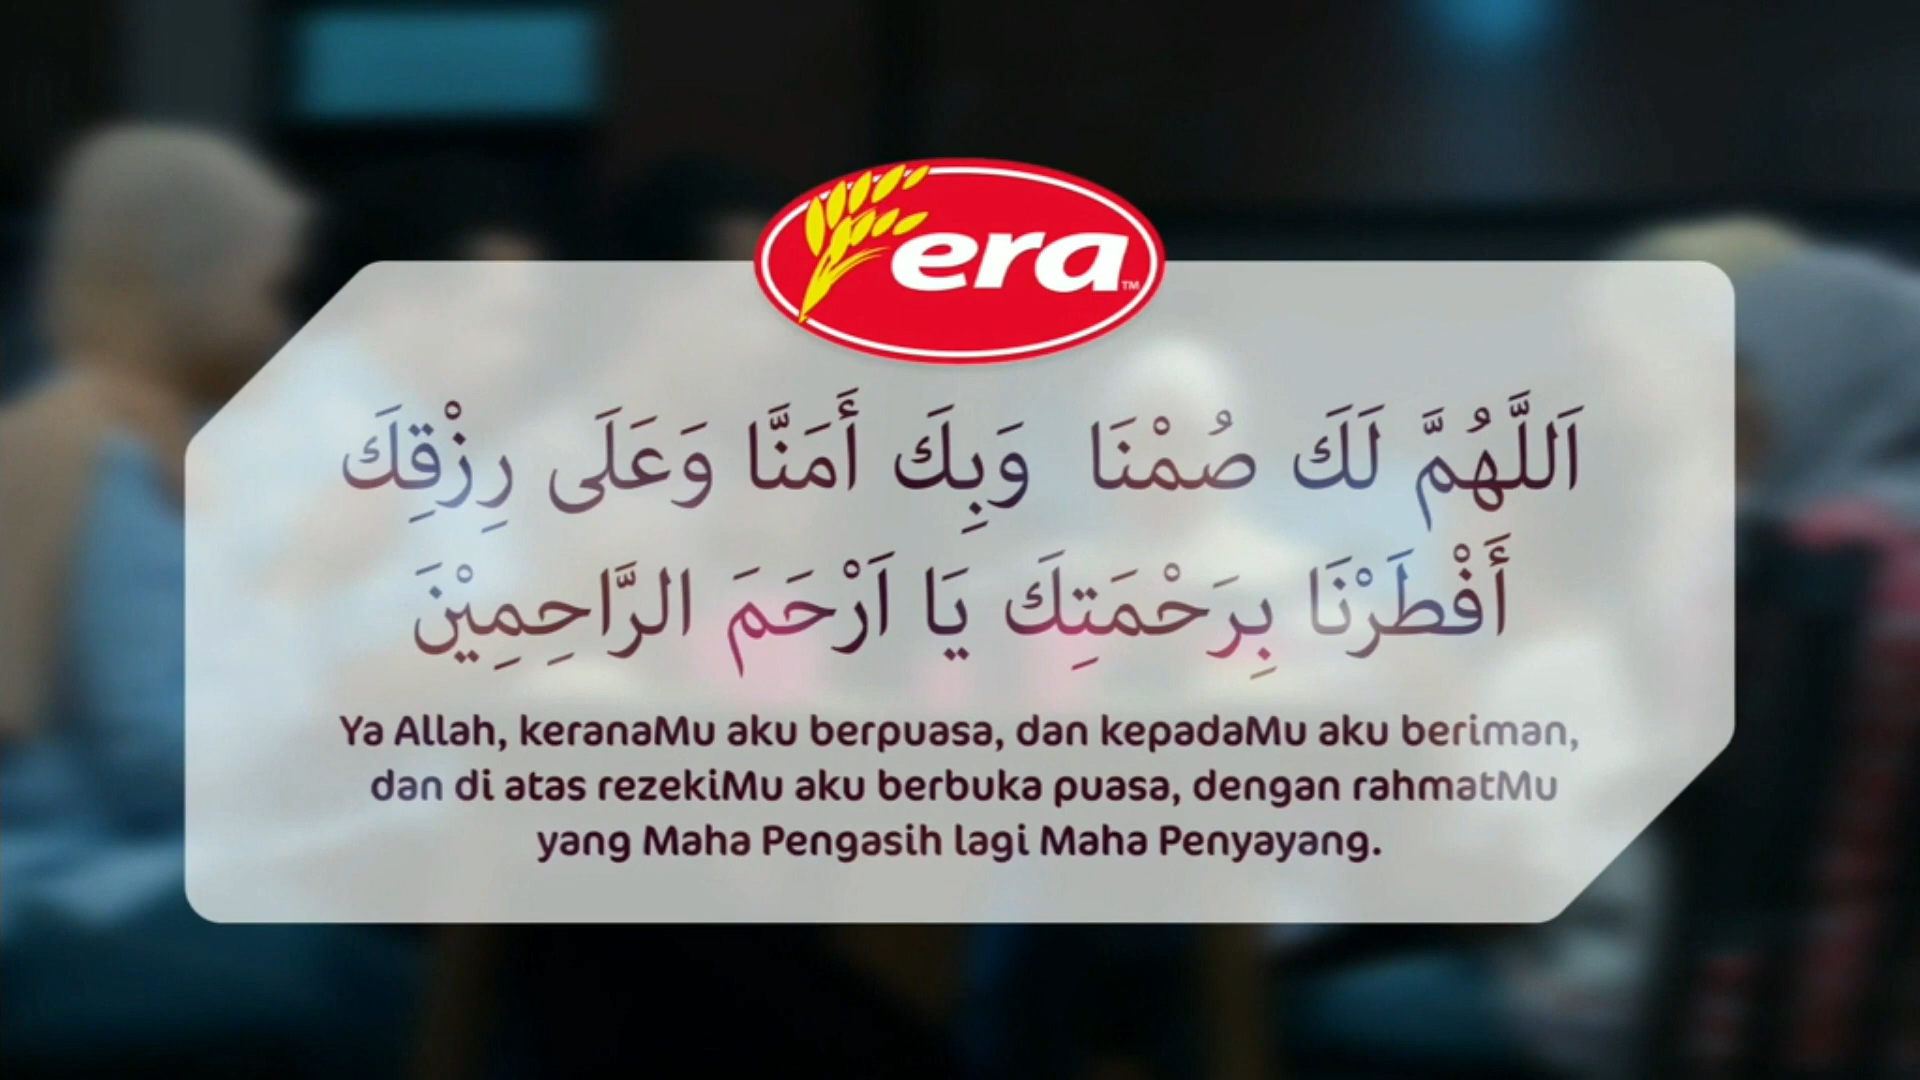 era™
اَللَّهُمَّ لَكَ صُمْنَا وَبِكَ أَمَنَّا وَعَلَى رِزْقِكَ
أَفْطَرْنَا بِرَحْمَتِكَ يَا اَرْحَمَ الرَّاحِمِيْنَ
Ya Allah, keranaMu aku berpuasa, dan kepadaMu aku beriman,
dan di atas rezekiMu aku berbuka puasa, dengan rahmatMu
yang Maha Pengasih lagi Maha Penyayang.